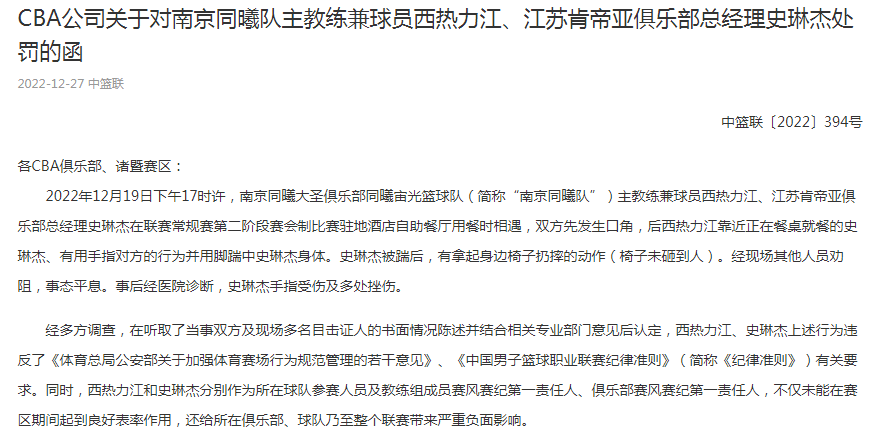 CBA公司关于对南京同曦队主教练兼球员西热力江、江苏肯帝亚俱乐部总经理史琳杰处
罚的函
2022-12-27 中篮联
中篮联〔2022〕394号
各CBA俱乐部、诸暨赛区：
2022年12月19日下午17时许，南京同曦大圣俱乐部同曦宙光篮球队（简称“南京同曦队”）主教练兼球员西热力江、江苏肯帝亚俱
乐部总经理史琳杰在联赛常规赛第二阶段赛会制比赛驻地酒店自助餐厅用餐时相遇，双方先发生口角，后西热力江靠近正在餐桌就餐的史
琳杰、有用手指对方的行为并用脚踹中史琳杰身体。史琳杰被踹后，有拿起身边椅子扔摔的动作（椅子未砸到人）。经现场其他人员劝
阻，事态平息。事后经医院诊断，史琳杰手指受伤及多处挫伤。
经多方调查，在听取了当事双方及现场多名目击证人的书面情况陈述并结合相关专业部门意见后认定，西热力江、史琳杰上述行为违
反了《体育总局公安部关于加强体育赛场行为规范管理的若干意见》、《中国男子篮球职业联赛纪律准则》（简称《纪律准则》）有关要
求。同时，西热力江和史琳杰分别作为所在球队参赛人员及教练组成员赛风赛纪第一责任人、俱乐部赛风赛纪第一责任人，不仅未能在赛
区期间起到良好表率作用，还给所在俱乐部、球队乃至整个联赛带来严重负面影响。